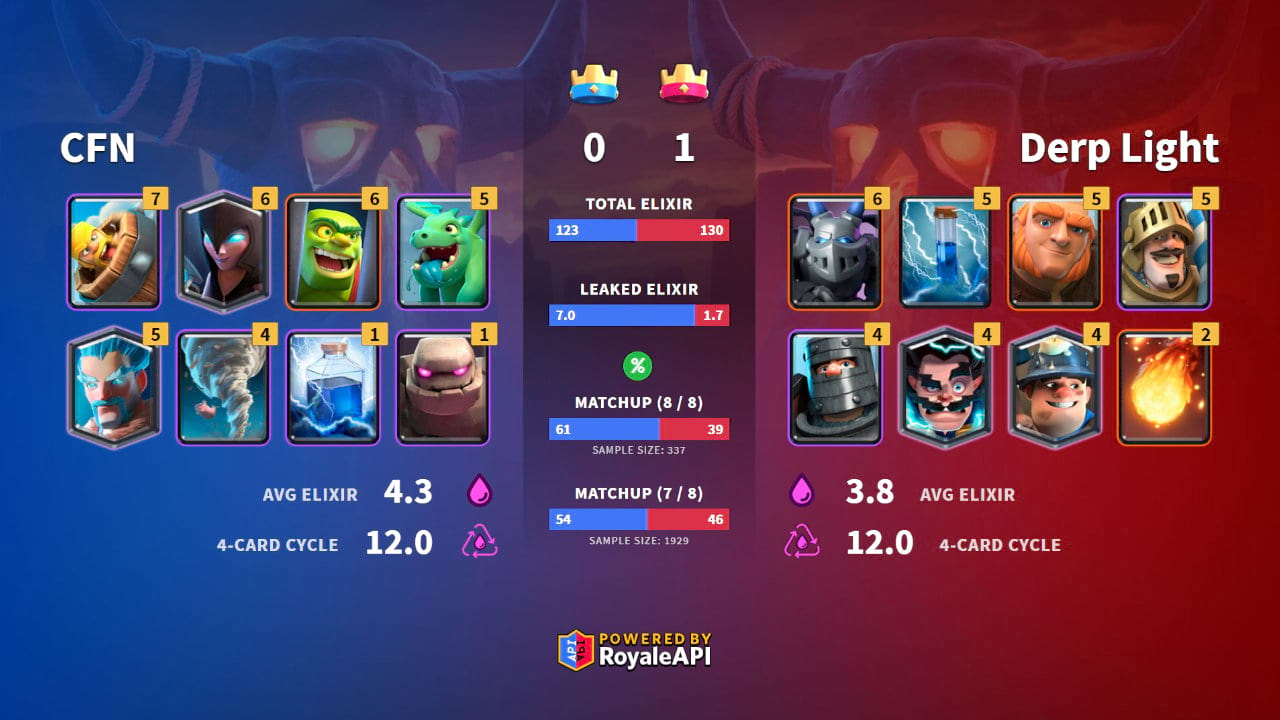 CFN
0
1
Derp Light
7
6
6
5
5
4
1
1
TOTAL ELIXIR
123
130
LEAKED ELIXIR
7.0
1.7
%
MATCHUP (8 / 8)
61
39
SAMPLE SIZE: 337
MATCHUP (7 / 8)
54
46
SAMPLE SIZE: 1929
6
5
5
5
4
4
4
2
AVG ELIXIR 4.3
4-CARD CYCLE 12.0
3.8 AVG ELIXIR
12.0 4-CARD CYCLE
API
API
POWERED BY
RoyaleAPI